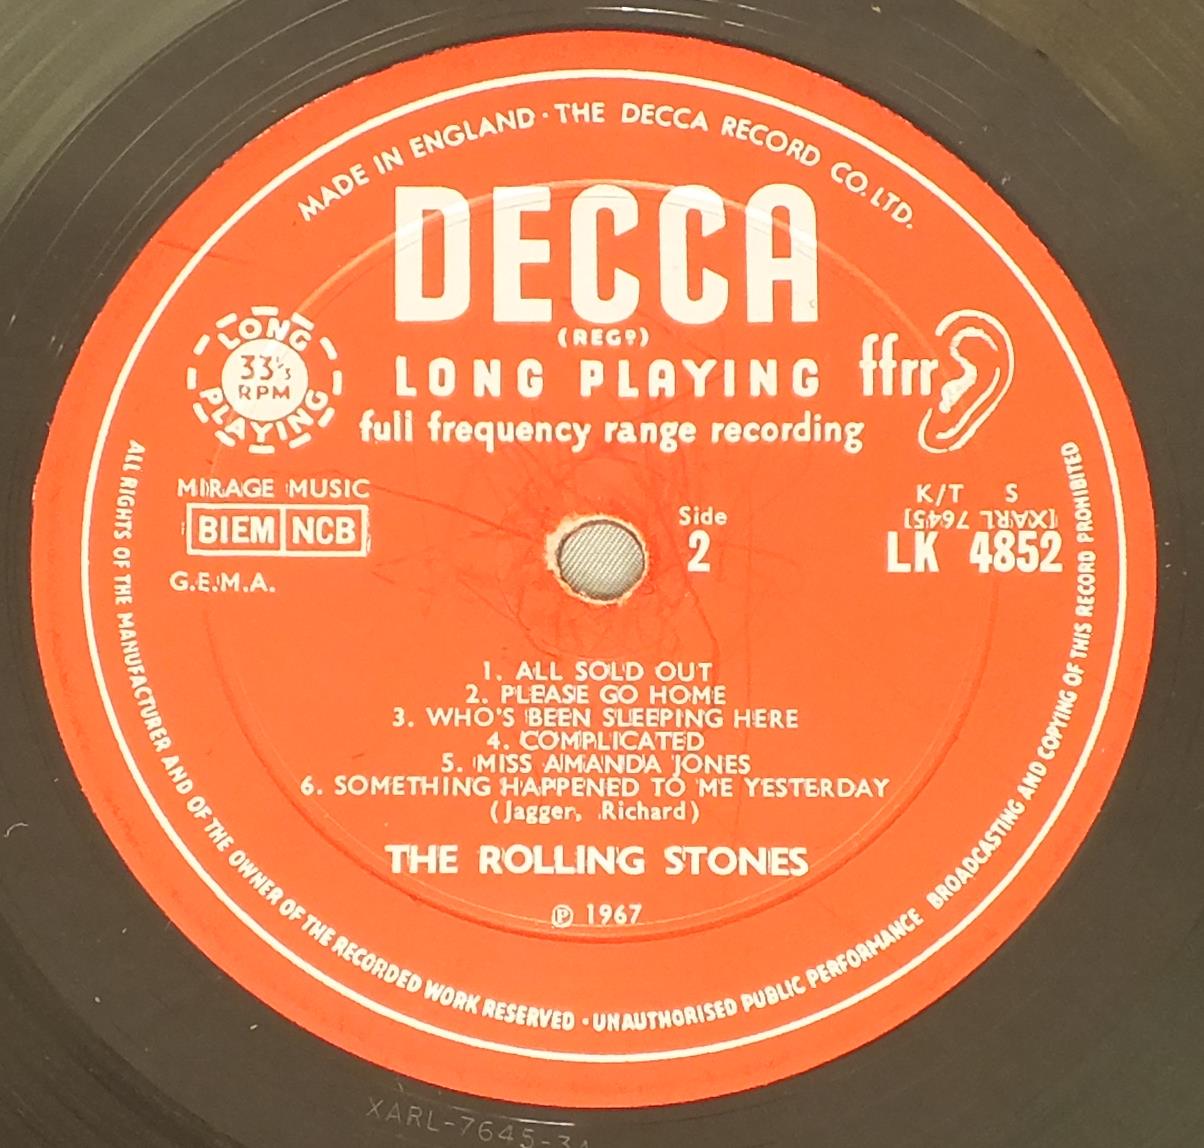 MADE IN ENGLAND · THE DECCA RECORD CO. LTD.
DECCA
(REGD)
LONG PLAYING
33⅓
RPM
LONG PLAYING
ffrr
full frequency range recording
MIRAGE MUSIC
BIEM NCB
G.E.M.A.
Side
2
K/T S
[XARL 7645]
LK 4852
1. ALL SOLD OUT
2. PLEASE GO HOME
3. WHO'S BEEN SLEEPING HERE
4. COMPLICATED
5. MISS AMANDA JONES
6. SOMETHING HAPPENED TO ME YESTERDAY
(Jagger, Richard)
THE ROLLING STONES
℗ 1967
ALL RIGHTS OF THE MANUFACTURER AND OF THE OWNER OF THE RECORDED WORK RESERVED · UNAUTHORISED PUBLIC PERFORMANCE BROADCASTING AND COPYING OF THIS RECORD PROHIBITED
XARL-7645-3A